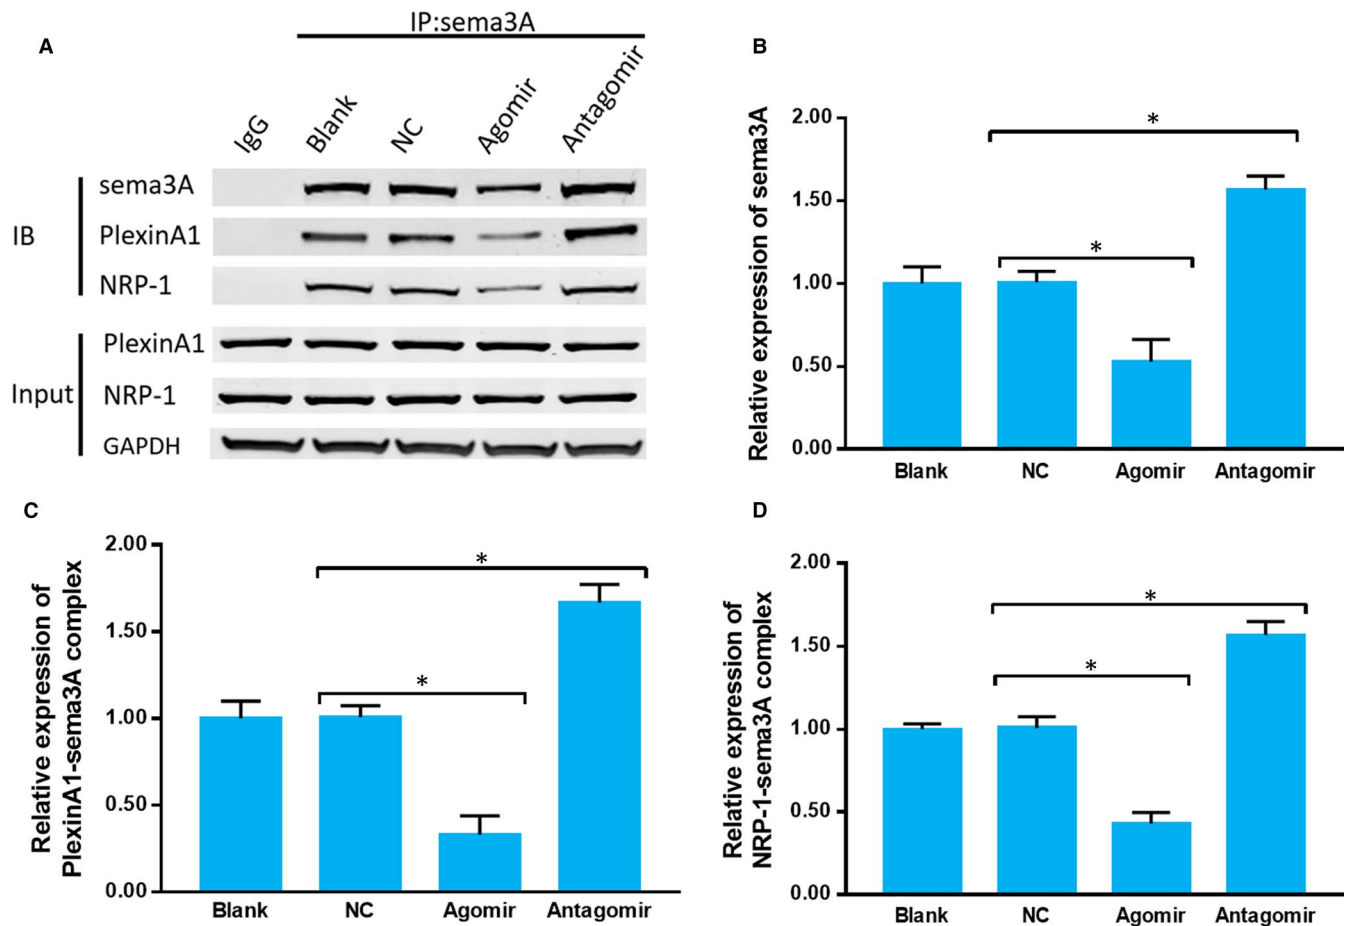 A
IP:sema3A
IgG
Blank
NC
Agomir
Antagomir
IB
sema3A
PlexinA1
NRP-1
Input
PlexinA1
NRP-1
GAPDH
B
Relative expression of sema3A
2.00
1.50
1.00
0.50
0.00
*
*
Blank NC Agomir Antagomir
C
Relative expression of
PlexinA1-sema3A complex
2.00
1.50
1.00
0.50
0.00
*
*
Blank NC Agomir Antagomir
D
Relative expression of
NRP-1-sema3A complex
2.00
1.50
1.00
0.50
0.00
*
*
Blank NC Agomir Antagomir